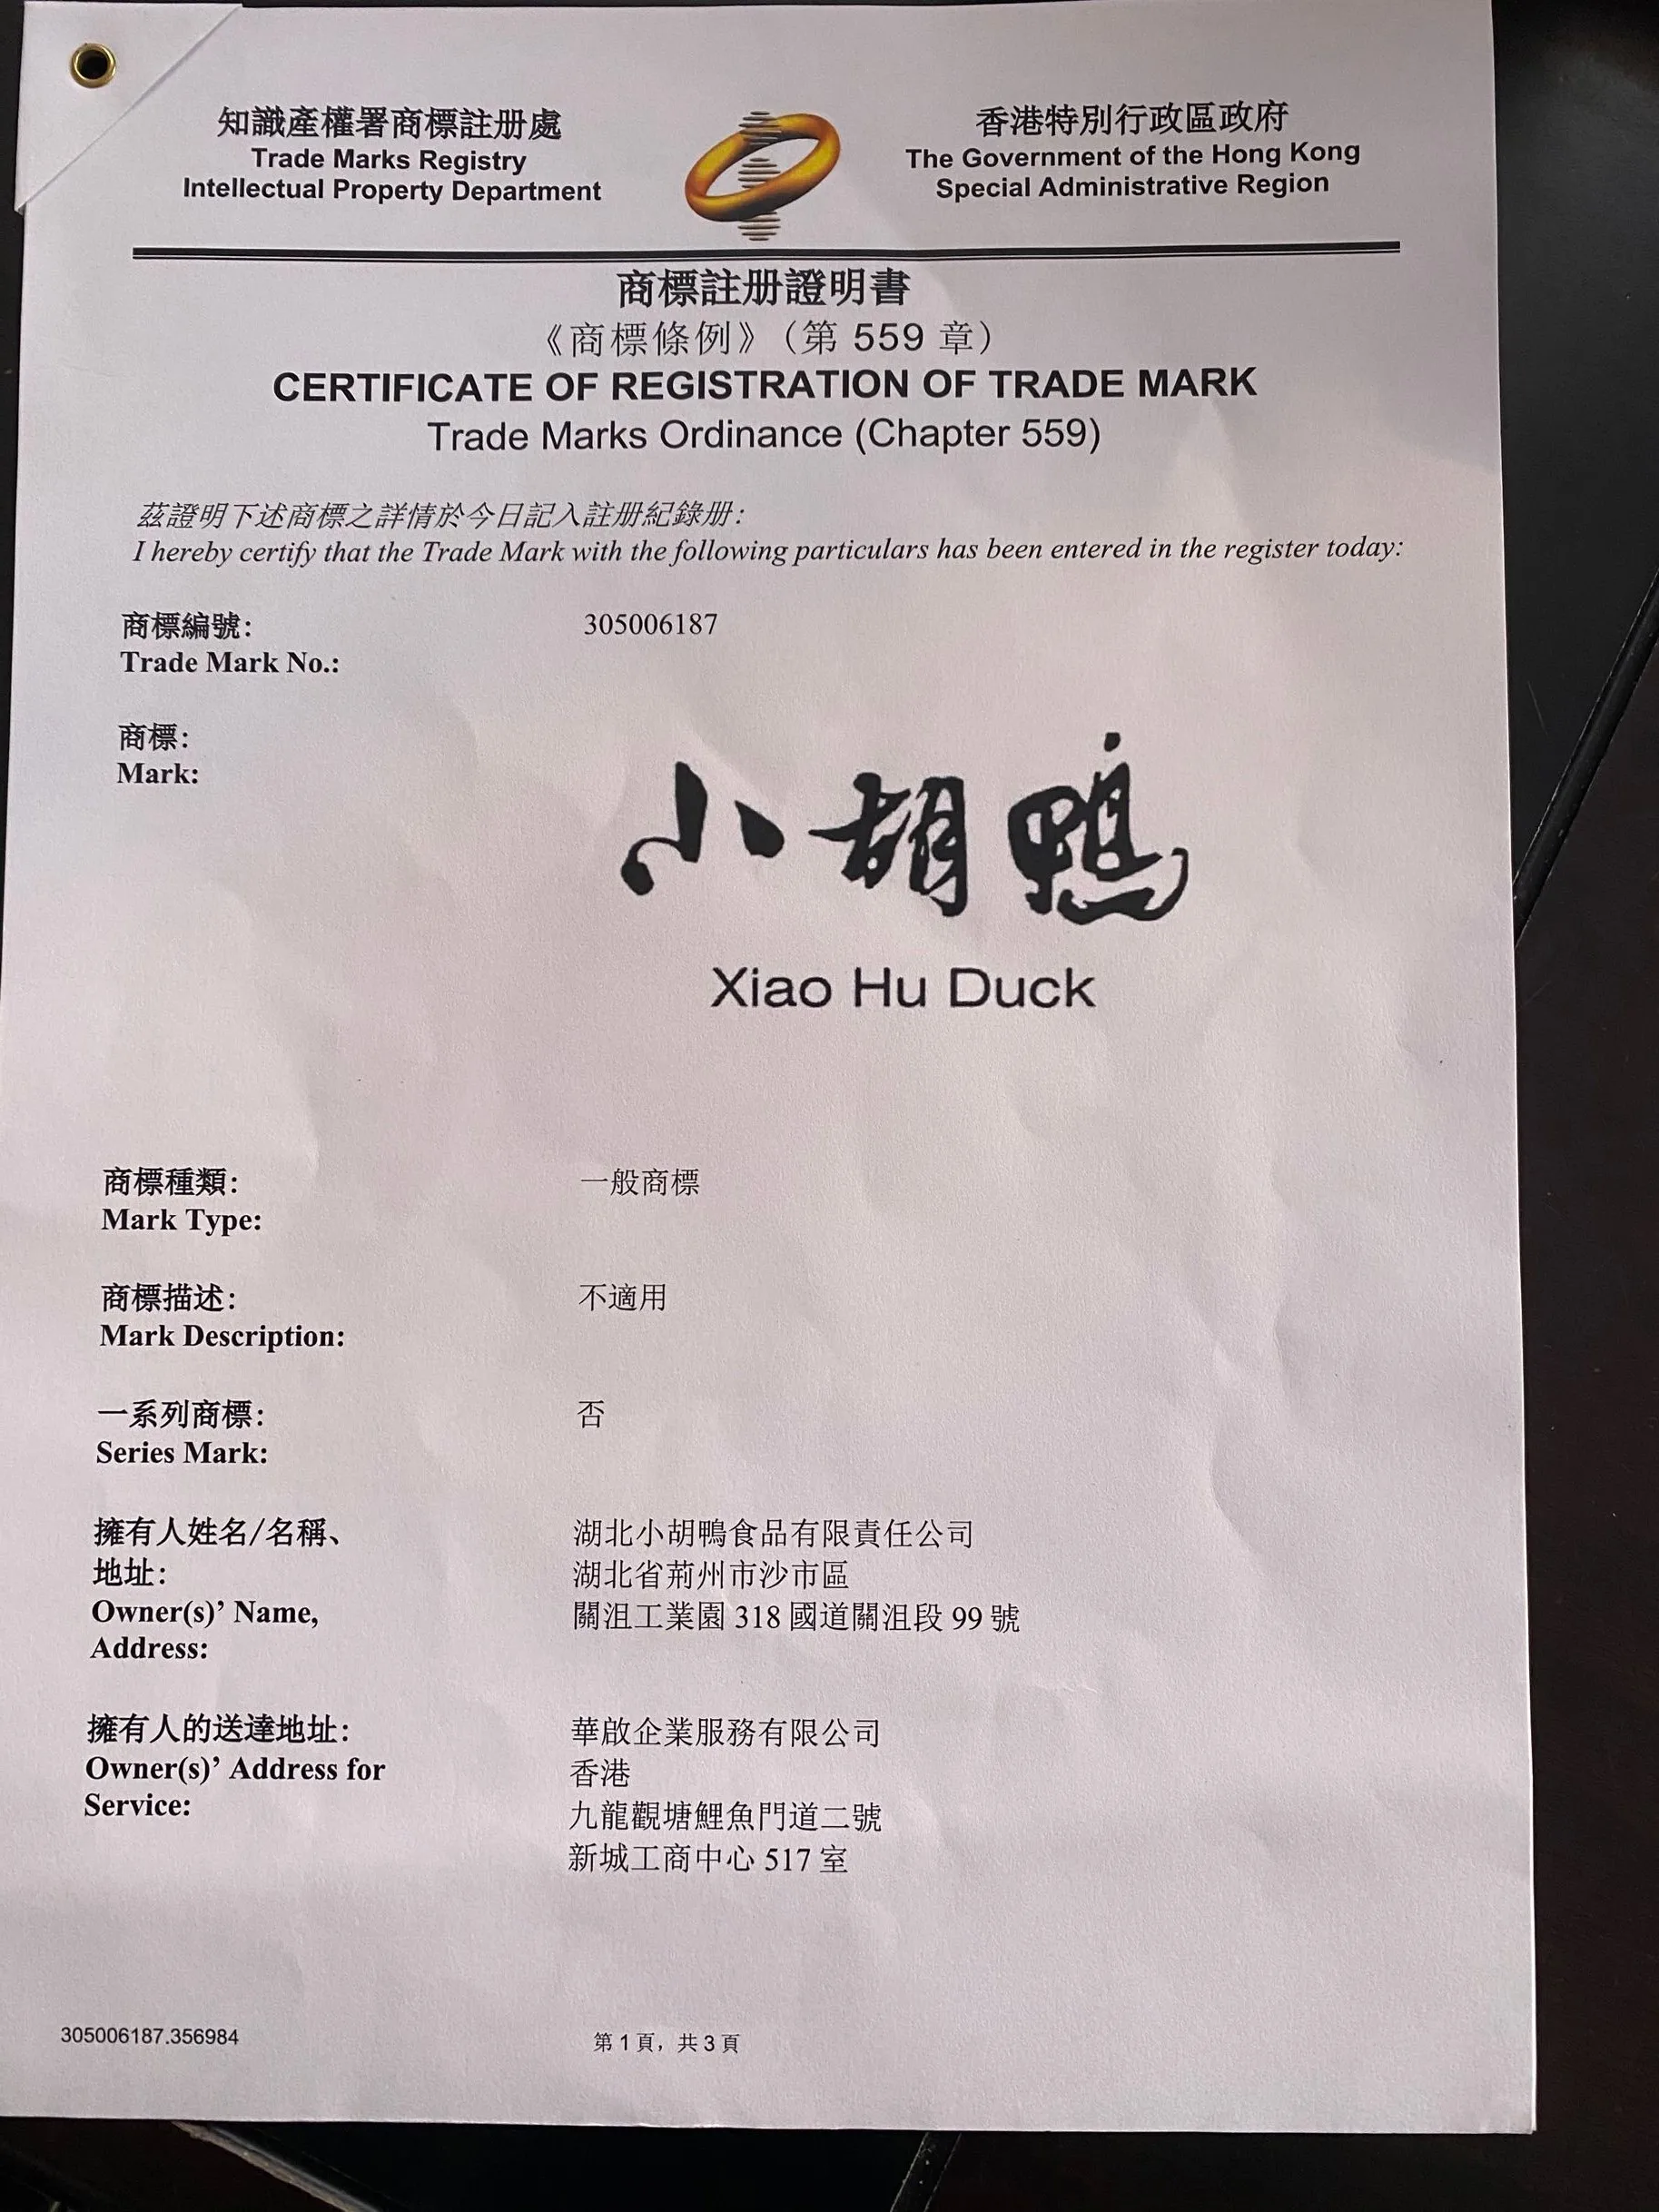 知識產權署商標註册處
Trade Marks Registry
Intellectual Property Department
香港特別行政區政府
The Government of the Hong Kong
Special Administrative Region
商標註册證明書
《商標條例》（第 559 章）
CERTIFICATE OF REGISTRATION OF TRADE MARK
Trade Marks Ordinance (Chapter 559)
茲證明下述商標之詳情於今日記入註册紀錄册：
I hereby certify that the Trade Mark with the following particulars has been entered in the register today:
商標編號： 305006187
Trade Mark No.:
商標：
Mark:
小胡鴨
Xiao Hu Duck
商標種類： 一般商標
Mark Type:
商標描述： 不適用
Mark Description:
一系列商標： 否
Series Mark:
擁有人姓名/名稱、 湖北小胡鴨食品有限責任公司
地址： 湖北省荊州市沙市區
Owner(s)’ Name, 關沮工業園 318 國道關沮段 99 號
Address:
擁有人的送達地址： 華啟企業服務有限公司
Owner(s)’ Address for 香港
Service: 九龍觀塘鯉魚門道二號
新城工商中心 517 室
305006187.356984 第 1 頁，共 3 頁